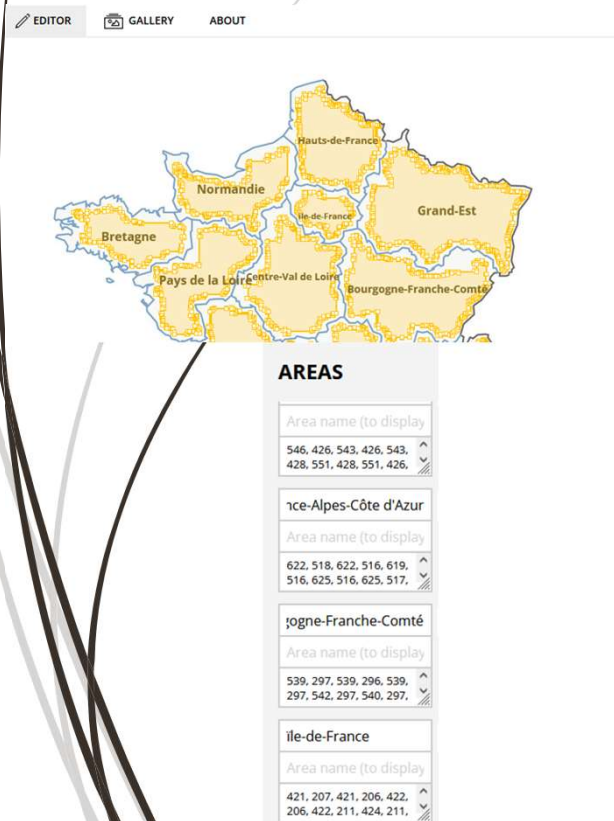 EDITOR GALLERY ABOUT
Hauts-de-France
Normandie
île-de-France
Grand-Est
Bretagne
Pays de la Loire
Centre-Val de Loire
Bourgogne-Franche-Comté
AREAS
Area name (to display
546, 426, 543, 426, 543,
428, 551, 428, 551, 426,
nce-Alpes-Côte d'Azur
Area name (to display
622, 518, 622, 516, 619,
516, 625, 516, 625, 517,
gogne-Franche-Comté
Area name (to display
539, 297, 539, 296, 539,
297, 542, 297, 540, 297,
île-de-France
Area name (to display
421, 207, 421, 206, 422,
206, 422, 211, 424, 211,